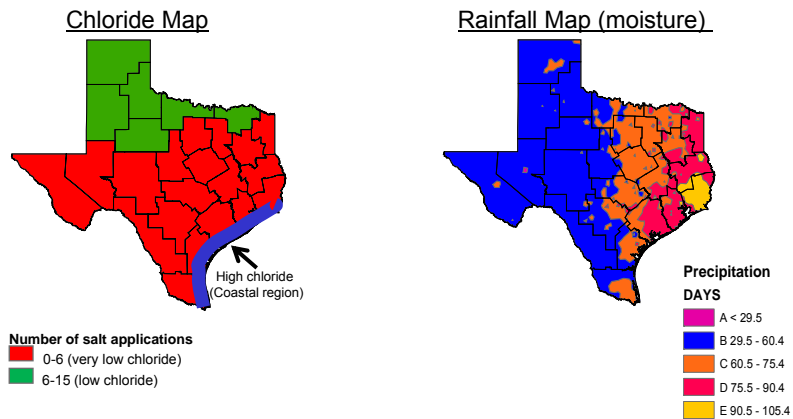 Chloride Map
Rainfall Map (moisture)
High chloride
(Coastal region)
Number of salt applications
0-6 (very low chloride)
6-15 (low chloride)
Precipitation
DAYS
A < 29.5
B 29.5 - 60.4
C 60.5 - 75.4
D 75.5 - 90.4
E 90.5 - 105.4